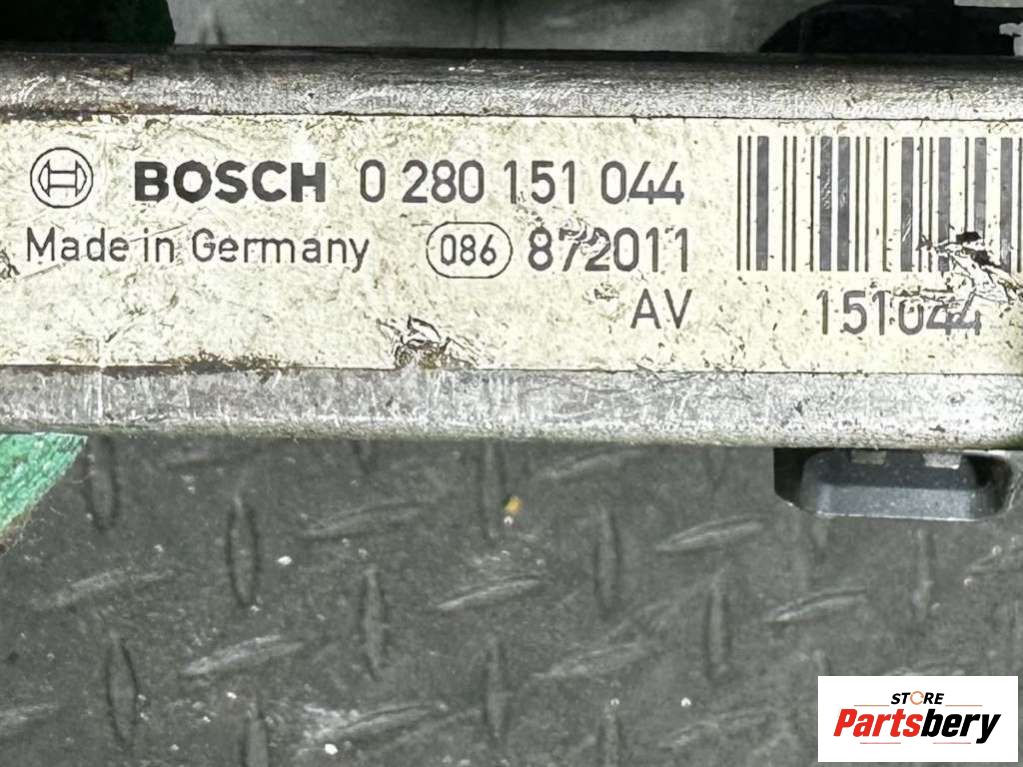 BOSCH 0 280 151 044
Made in Germany 086 872011
AV 151044
STORE
Partsbery